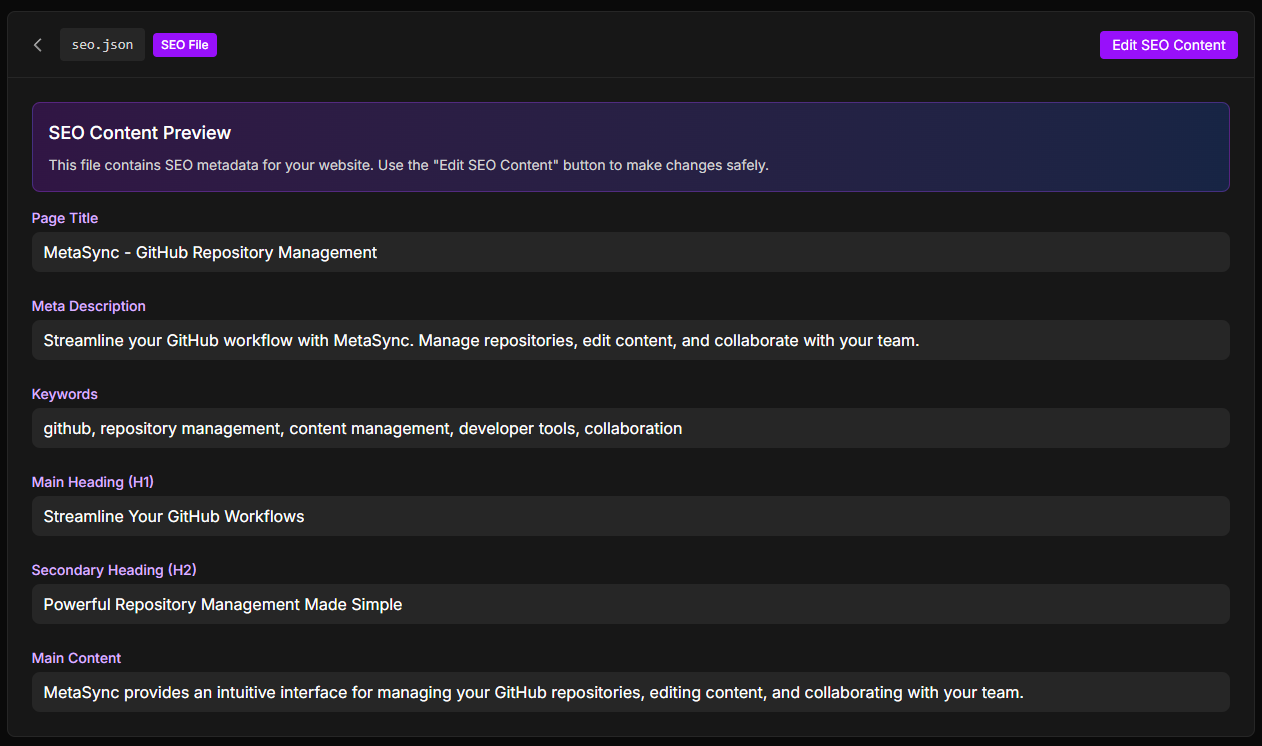 seo.json
SEO File
Edit SEO Content
SEO Content Preview
This file contains SEO metadata for your website. Use the "Edit SEO Content" button to make changes safely.
Page Title
MetaSync - GitHub Repository Management
Meta Description
Streamline your GitHub workflow with MetaSync. Manage repositories, edit content, and collaborate with your team.
Keywords
github, repository management, content management, developer tools, collaboration
Main Heading (H1)
Streamline Your GitHub Workflows
Secondary Heading (H2)
Powerful Repository Management Made Simple
Main Content
MetaSync provides an intuitive interface for managing your GitHub repositories, editing content, and collaborating with your team.